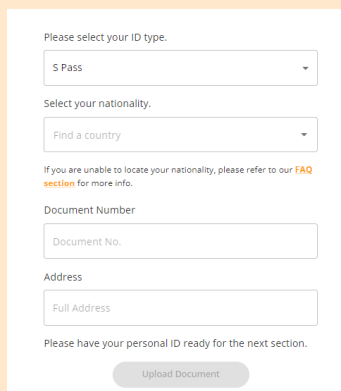 Please select your ID type.
S Pass
Select your nationality.
Find a country
If you are unable to locate your nationality, please refer to our FAQ
section for more info.
Document Number
Document No.
Address
Full Address
Please have your personal ID ready for the next section.
Upload Document